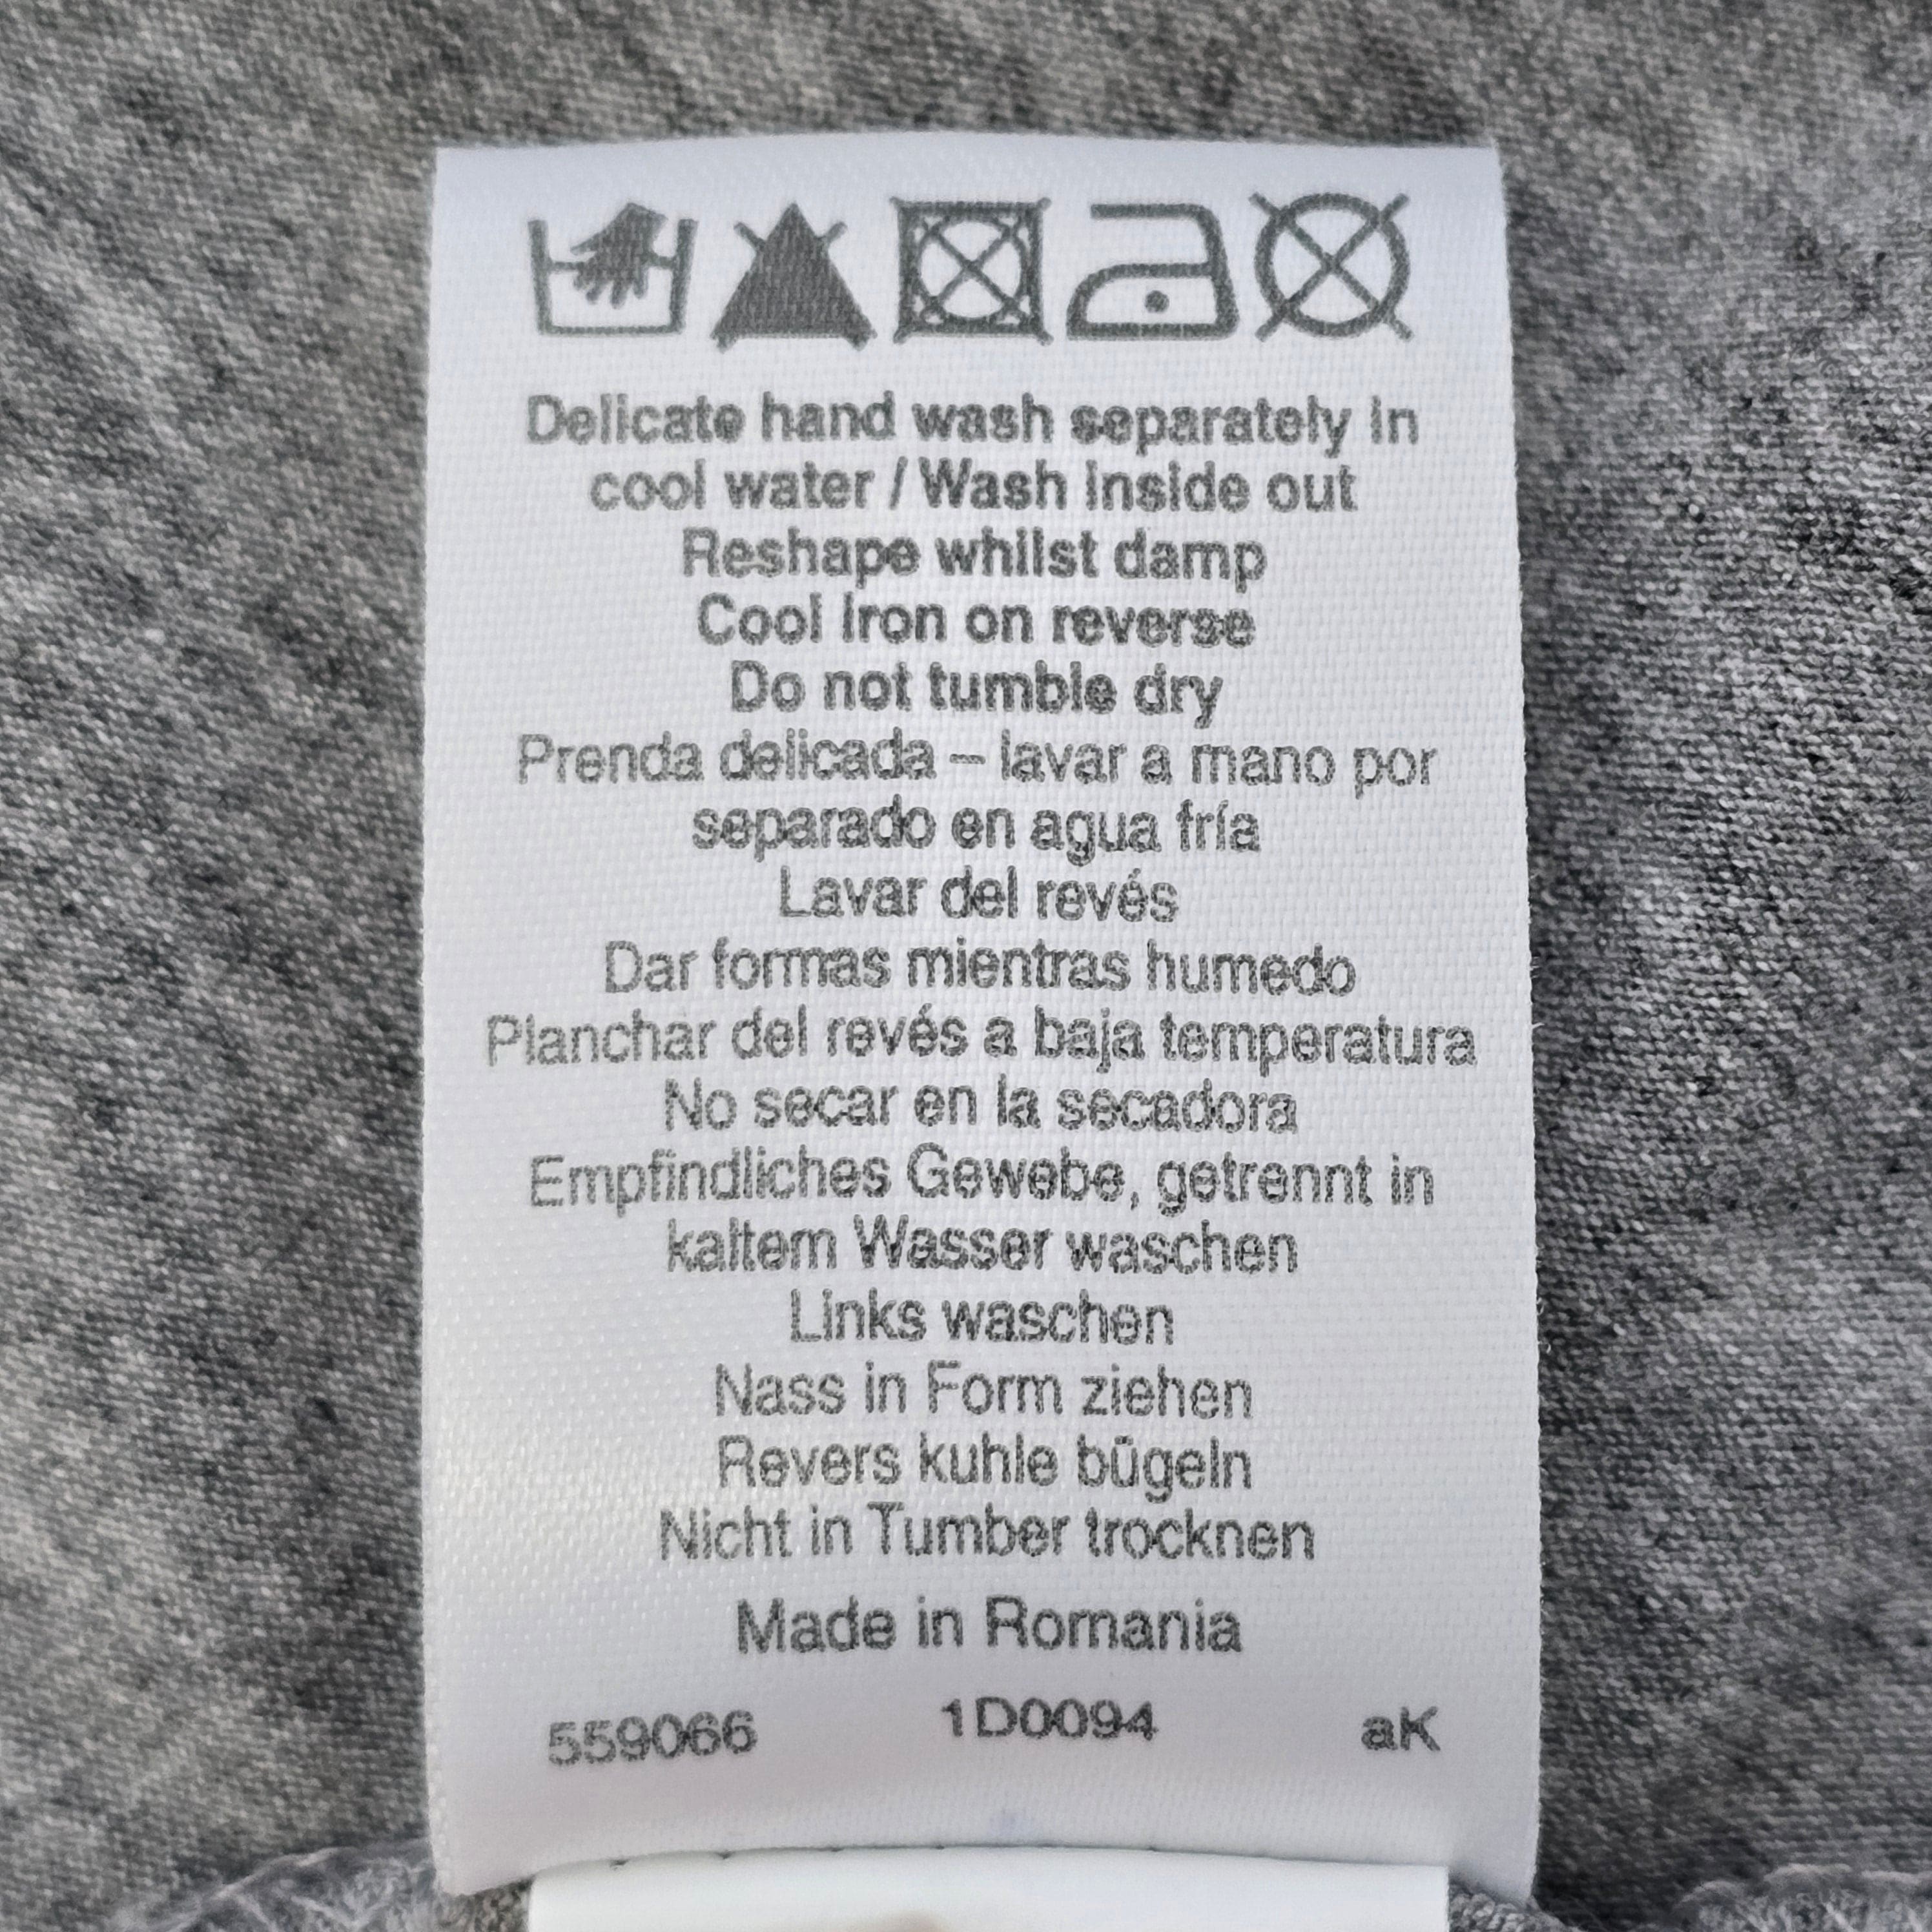 Delicate hand wash separately in
cool water / Wash inside out
Reshape whilst damp
Cool iron on reverse
Do not tumble dry
Prenda delicada – lavar a mano por
separado en agua fría
Lavar del revés
Dar formas mientras humedo
Planchar del revés a baja temperatura
No secar en la secadora
Empfindliches Gewebe, getrennt in
kaltem Wasser waschen
Links waschen
Nass in Form ziehen
Revers kuhle bügeln
Nicht in Tumber trocknen
Made in Romania
559066 1D0094 aK